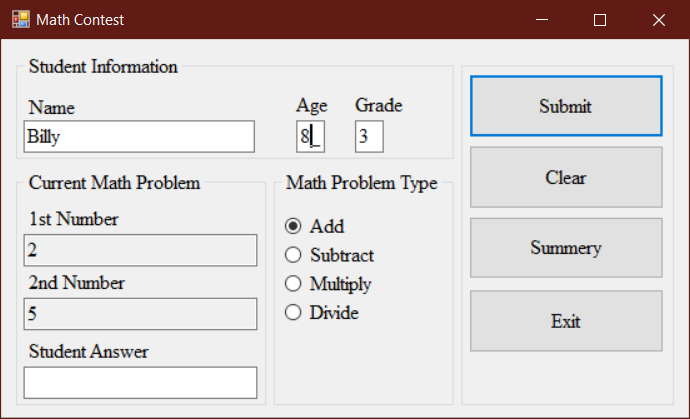 Math Contest
Student Information
Name Age Grade
Billy 8_ 3
Current Math Problem
1st Number
2
2nd Number
5
Student Answer
Math Problem Type
Add
Subtract
Multiply
Divide
Submit
Clear
Summery
Exit